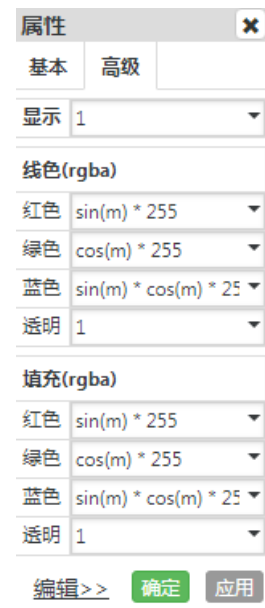 属性 ×
基本 高级
显示 1
线色(rgba)
红色 sin(m) * 255
绿色 cos(m) * 255
蓝色 sin(m) * cos(m) * 25
透明 1
填充(rgba)
红色 sin(m) * 255
绿色 cos(m) * 255
蓝色 sin(m) * cos(m) * 25
透明 1
编辑>> 确定 应用